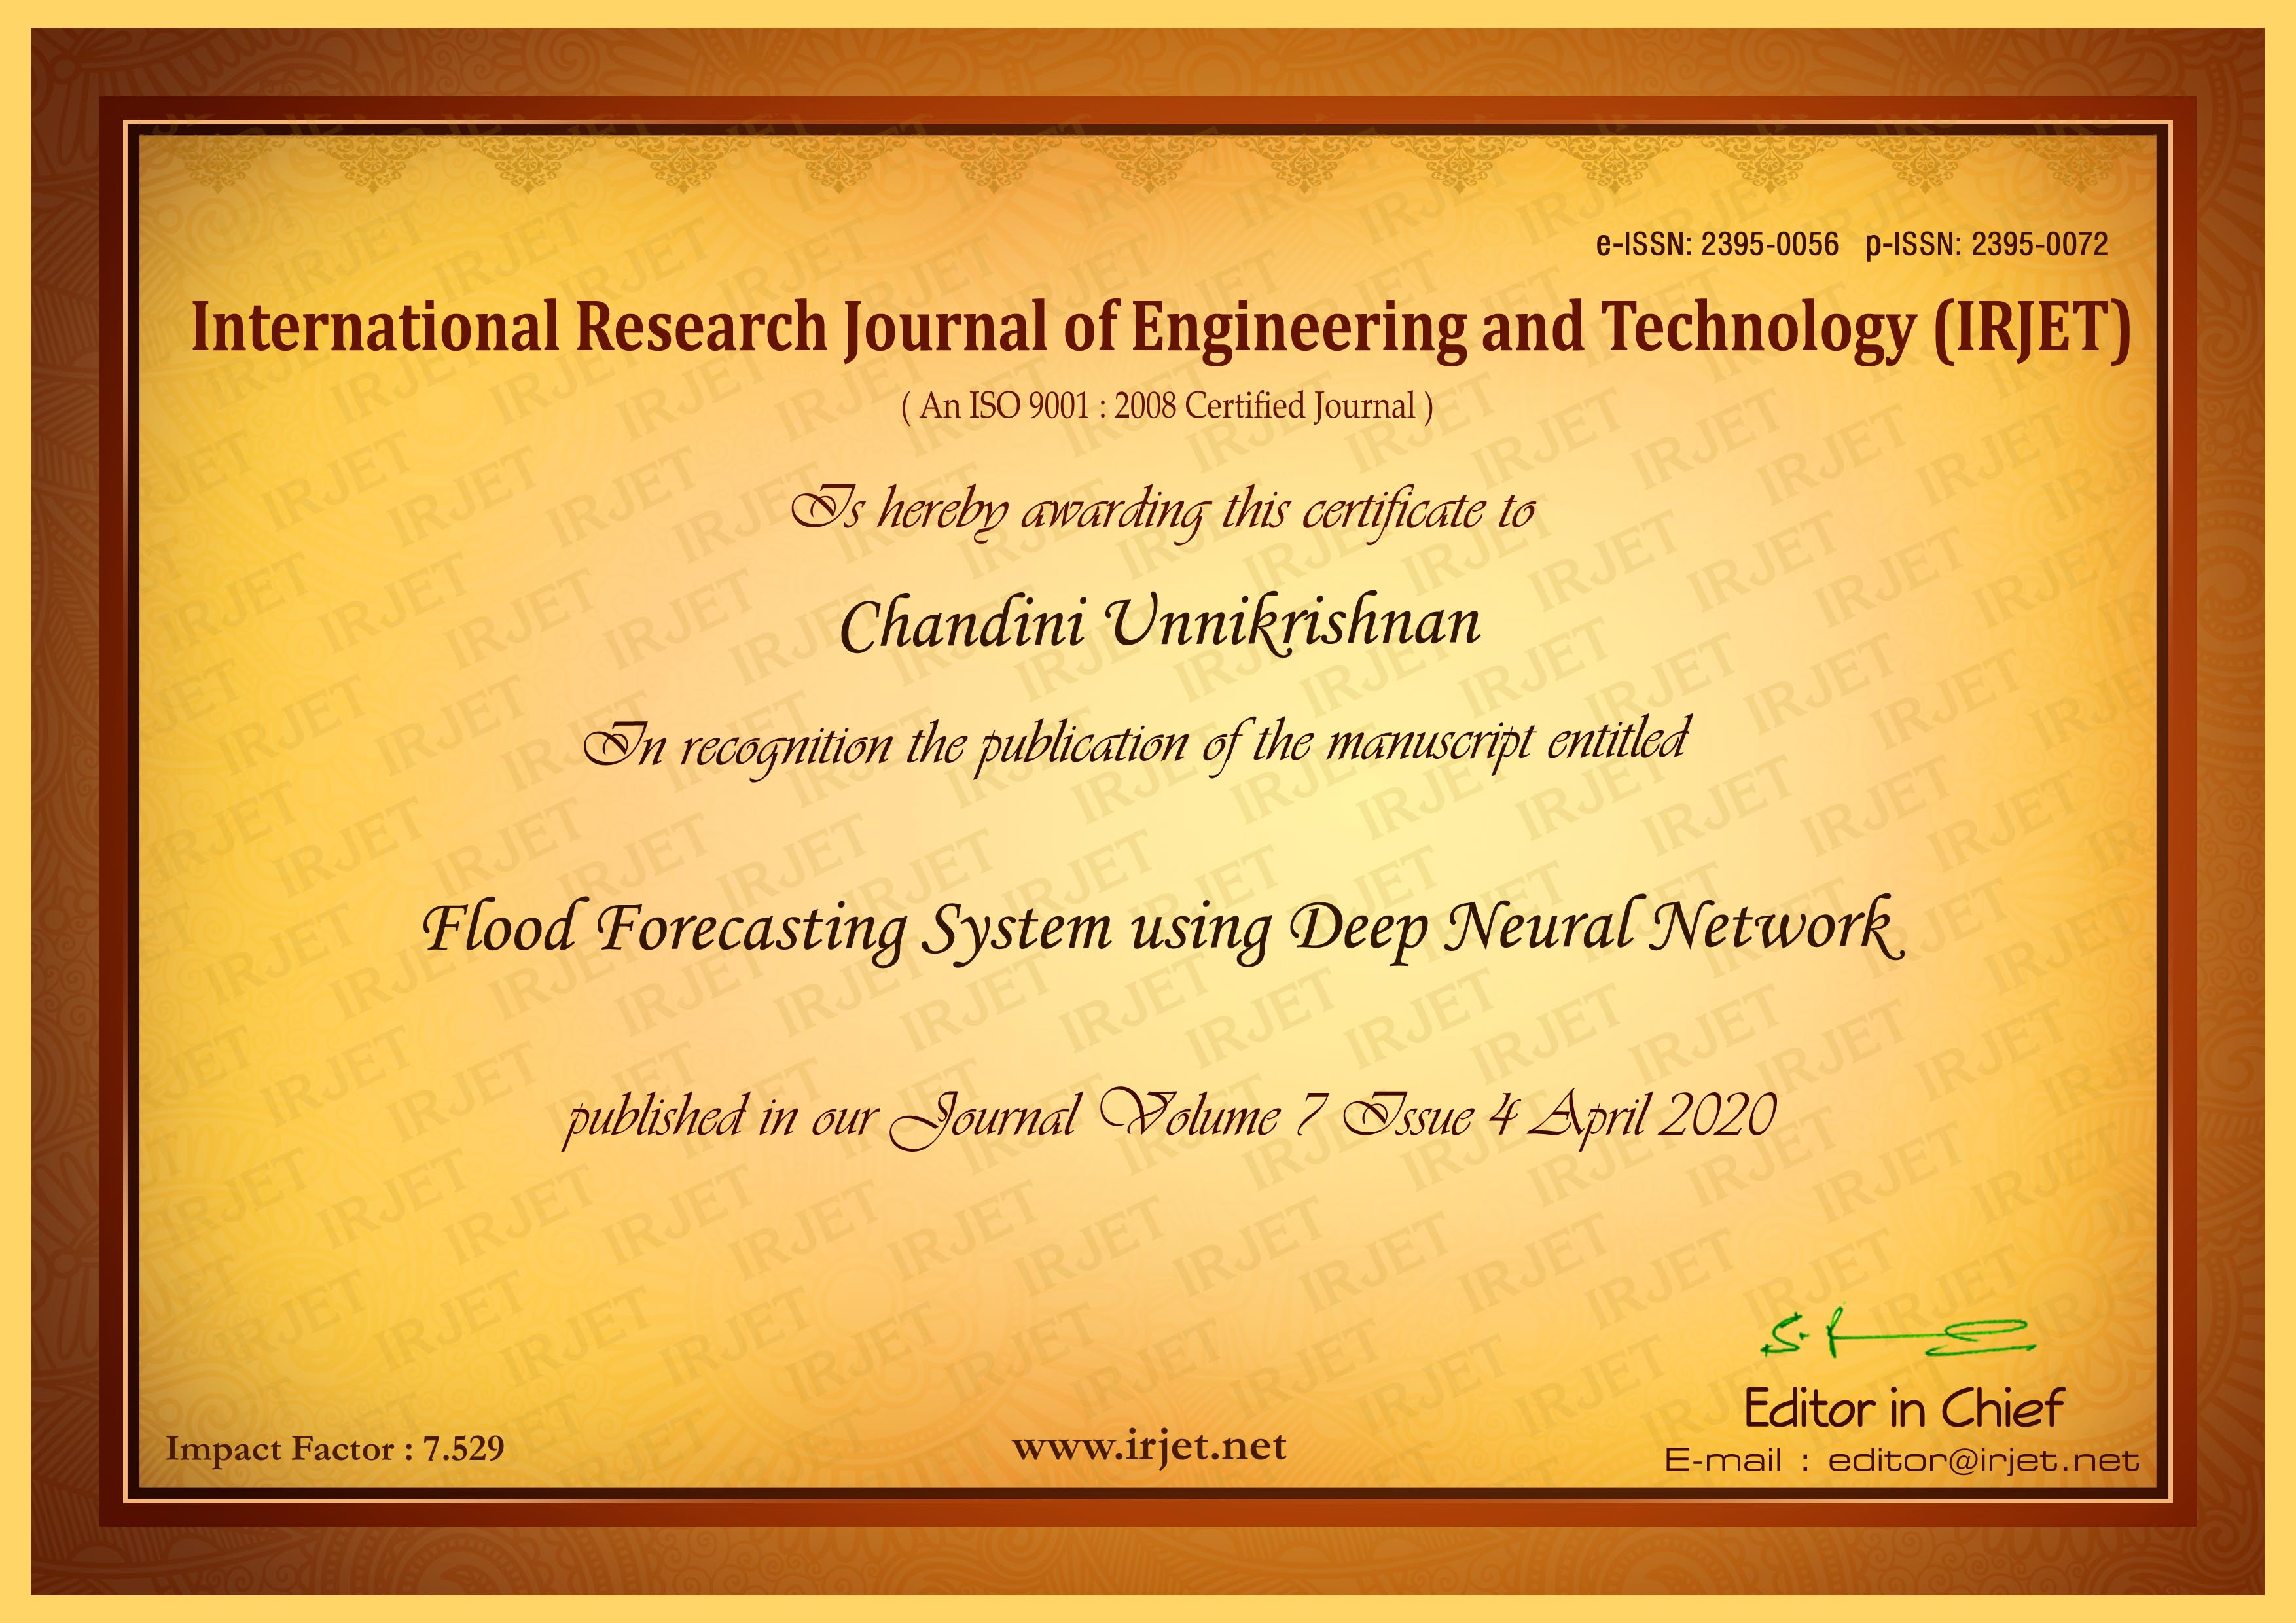 e-ISSN: 2395-0056 p-ISSN: 2395-0072
International Research Journal of Engineering and Technology (IRJET)
( An ISO 9001 : 2008 Certified Journal )
Is hereby awarding this certificate to
Chandini Unnikrishnan
In recognition the publication of the manuscript entitled
Flood Forecasting System using Deep Neural Network
published in our Journal Volume 7 Issue 4 April 2020
Editor in Chief
Impact Factor : 7.529
www.irjet.net
E-mail : editor@irjet.net